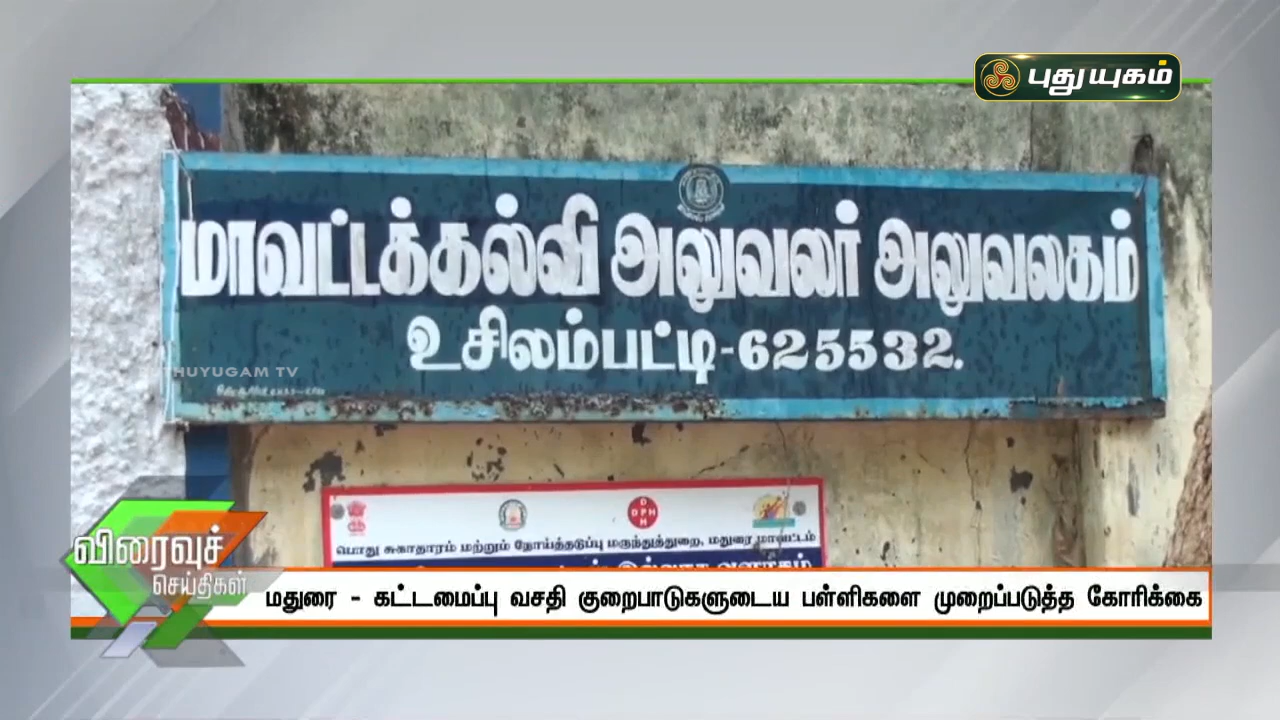 புதுயுகம்
மாவட்டக்கல்வி அலுவலர் அலுவலகம்
உசிலம்பட்டி-625532.
THUYUGAM TV
DPH
பொது சுகாதாரம் மற்றும் நோய்த்தடுப்பு மருந்துத்துறை, மதுரை மாவட்டம்
விரைவுச்
செய்திகள்
மதுரை - கட்டமைப்பு வசதி குறைபாடுகளுடைய பள்ளிகளை முறைப்படுத்த கோரிக்கை